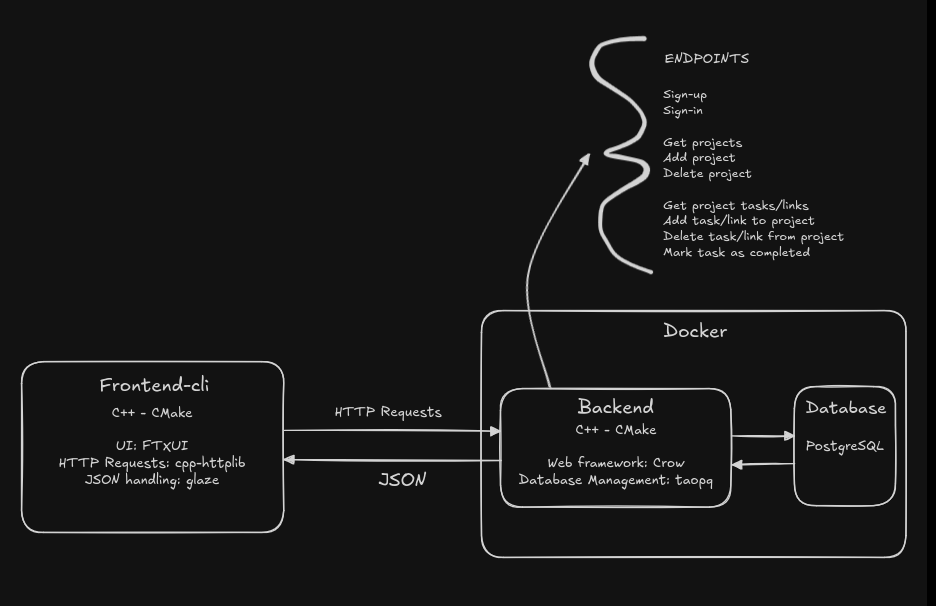 ENDPOINTS
Sign-up
Sign-in
Get projects
Add project
Delete project
Get project tasks/links
Add task/link to project
Delete task/link from project
Mark task as completed
Docker
Frontend-cli
C++ - CMake
UI: FTXUI
HTTP Requests: cpp-httplib
JSON handling: glaze
HTTP Requests
JSON
Backend
C++ - CMake
Web framework: Crow
Database Management: taopq
Database
PostgreSQL